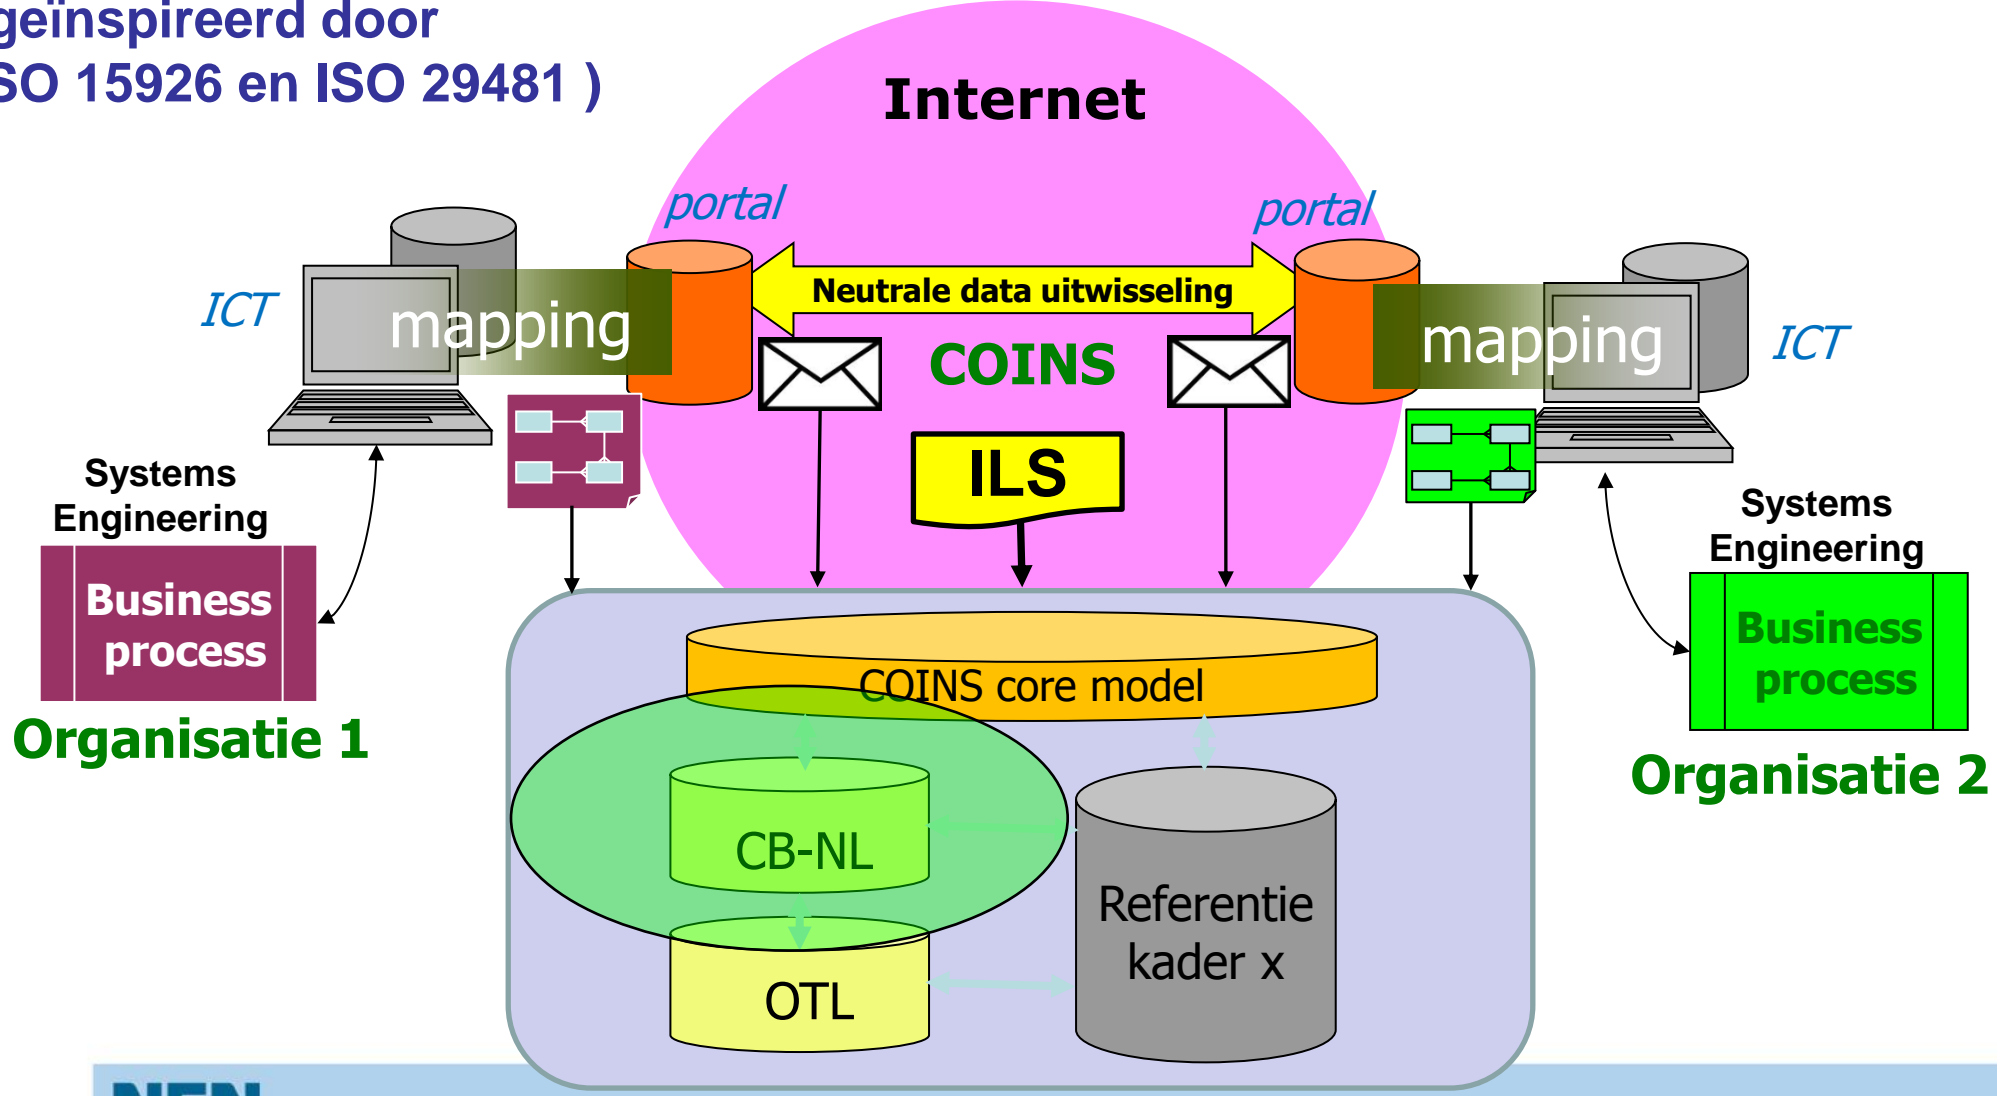 geïnspireerd door
SO 15926 en ISO 29481 )
Internet
portal
portal
ICT
mapping
Neutrale data uitwisseling
mapping
ICT
COINS
ILS
Systems
Engineering
Business
process
Organisatie 1
Systems
Engineering
Business
process
Organisatie 2
COINS core model
CB-NL
OTL
Referentie
kader x
NEN